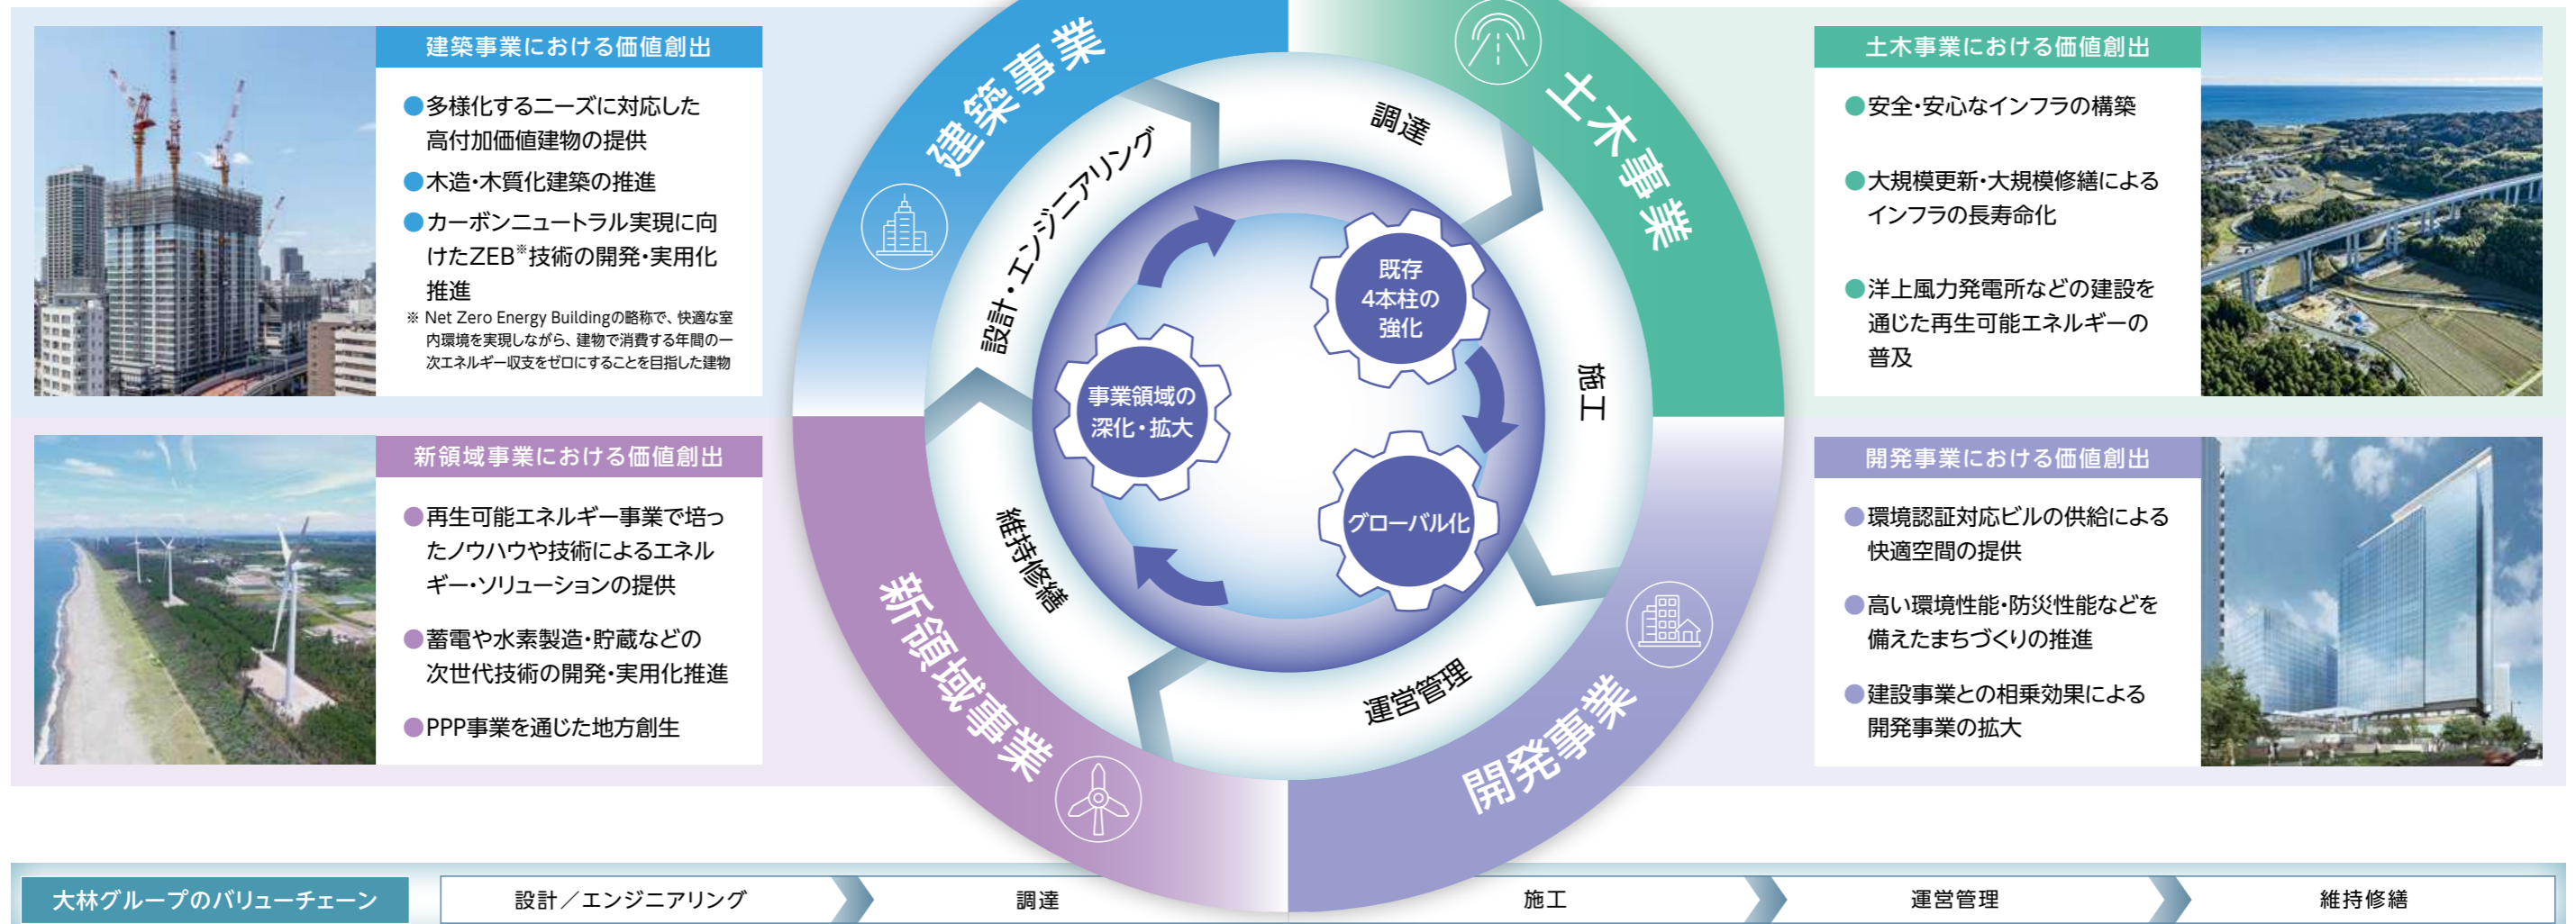 建築事業における価値創出
●多様化するニーズに対応した
高付加価値建物の提供
●木造・木質化建築の推進
●カーボンニュートラル実現に向
けたZEB※技術の開発・実用化
推進
※ Net Zero Energy Buildingの略称で、快適な室
内環境を実現しながら、建物で消費する年間の一
次エネルギー収支をゼロにすることを目指した建物
新領域事業における価値創出
●再生可能エネルギー事業で培っ
たノウハウや技術によるエネル
ギー・ソリューションの提供
●蓄電や水素製造・貯蔵などの
次世代技術の開発・実用化推進
●PPP事業を通じた地方創生
建築事業
土木事業
開発事業
新領域事業
設計・エンジニアリング
調達
施工
運営管理
維持修繕
既存
4本柱の
強化
グローバル化
事業領域の
深化・拡大
土木事業における価値創出
●安全・安心なインフラの構築
●大規模更新・大規模修繕による
インフラの長寿命化
●洋上風力発電所などの建設を
通じた再生可能エネルギーの
普及
開発事業における価値創出
●環境認証対応ビルの供給による
快適空間の提供
●高い環境性能・防災性能などを
備えたまちづくりの推進
●建設事業との相乗効果による
開発事業の拡大
大林グループのバリューチェーン
設計／エンジニアリング
調達
施工
運営管理
維持修繕